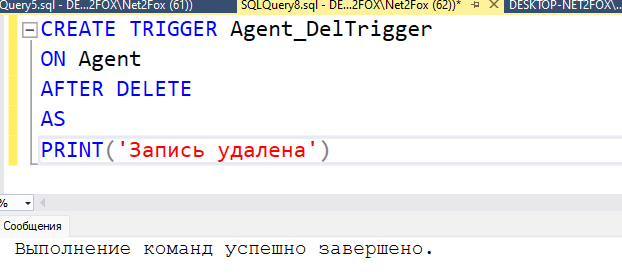 Query5.sql - DE...2FOX\Net2Fox (61))
SQLQuery8.sql - DE...2FOX\Net2Fox (62))*
DESKTOP-NET2FOX\...
CREATE TRIGGER Agent_DelTrigger
ON Agent
AFTER DELETE
AS
PRINT('Запись удалена')
%
Сообщения
Выполнение команд успешно завершено.